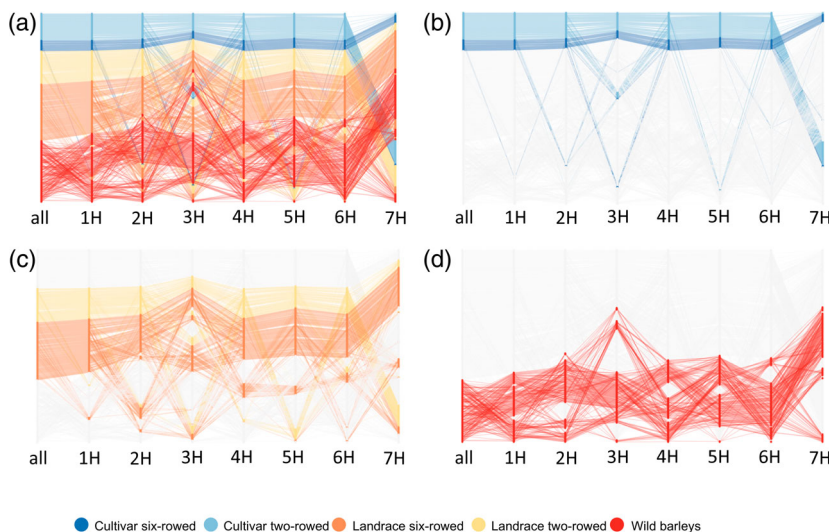 (a)
(b)
all 1H 2H 3H 4H 5H 6H 7H
all 1H 2H 3H 4H 5H 6H 7H
(c)
(d)
all 1H 2H 3H 4H 5H 6H 7H
all 1H 2H 3H 4H 5H 6H 7H
Cultivar six-rowed Cultivar two-rowed Landrace six-rowed Landrace two-rowed Wild barleys